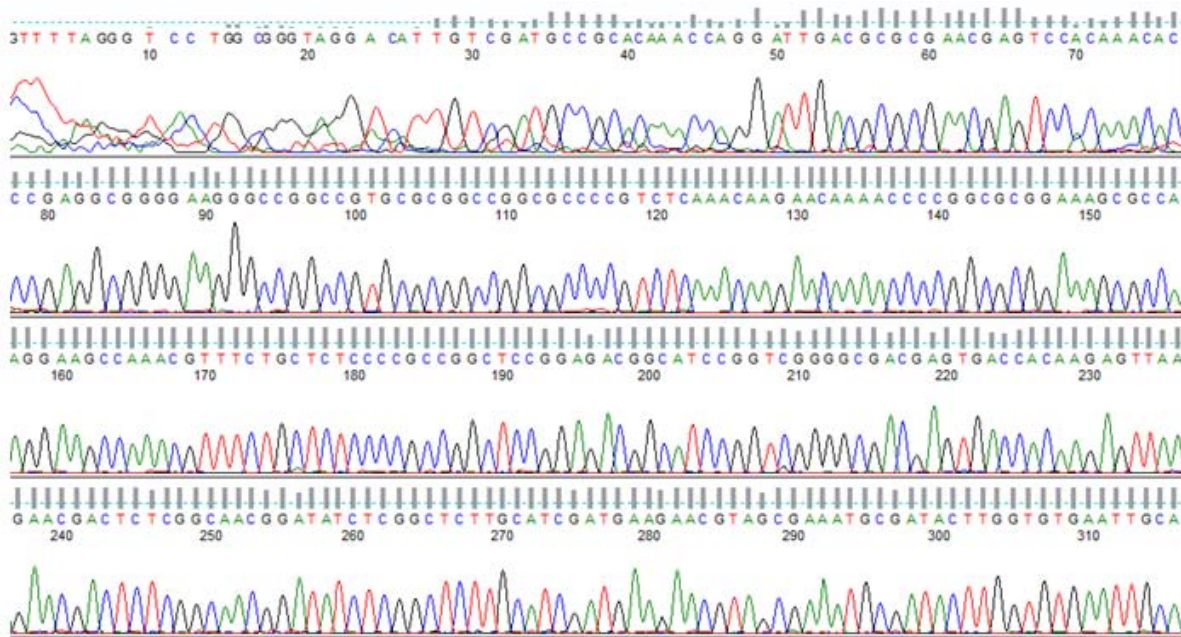 GTTTTAGGG T CC TGG CGGGTAGG A CATTGTCGATGCCGCACAAACCAGGATTGACGCGCGAACGAGTCCACAAACAC
10 20 30 40 50 60 70
CCGAGGCGGGGAAGGGCCGGCCGTGCGCGGCCGGCGCCCCGTCTCAAACAAGAACAAAACCCCGGCGCGGAAAGCGCCA
80 90 100 110 120 130 140 150
AGGAAGCCAAACGTTTCTGCTCTCCCCGCCGGCTCCGGAGACGGCATCCGGTCGGGGCGACGAGTGACCACAAGAGTTAA
160 170 180 190 200 210 220 230
GAACGACTCTCGGCAACGGATATCTCGGCTCTTGCATCGATGAAGAACGTAGCGAAATGCGATACTTGGTGTGAATTGCA
240 250 260 270 280 290 300 310